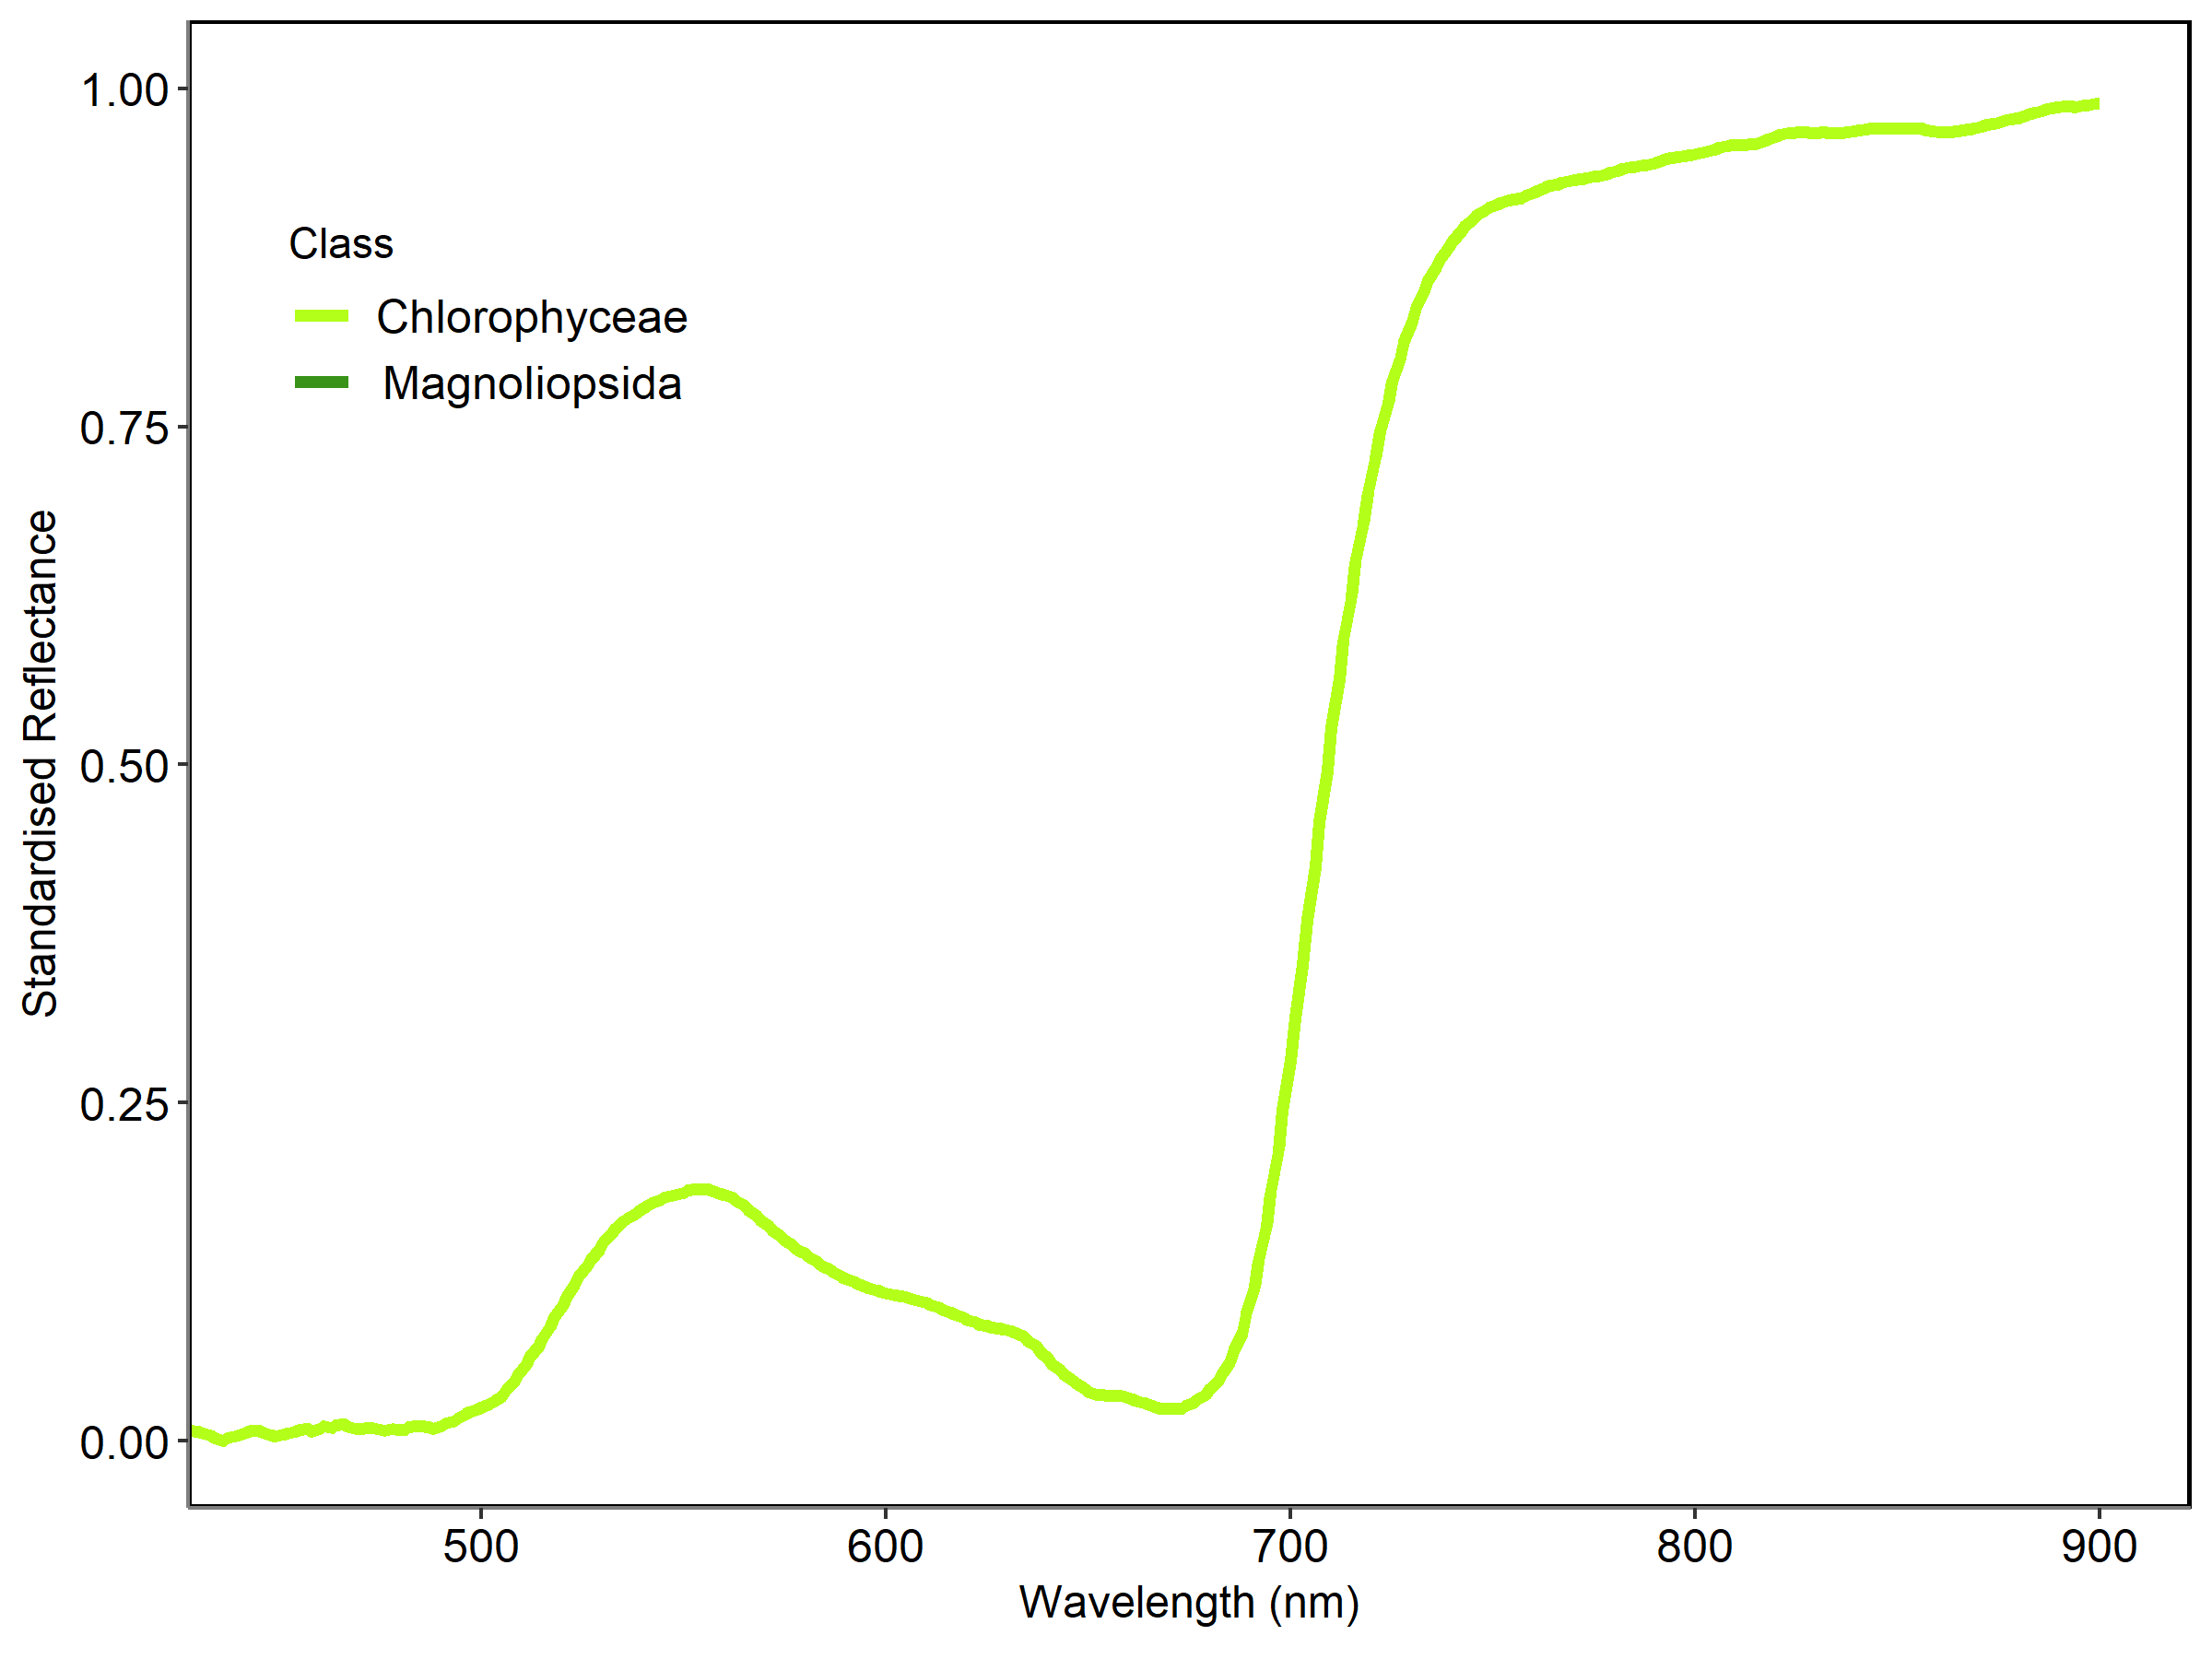 1.00
0.75
0.50
0.25
0.00
Standardised Reflectance
Class
Chlorophyceae
Magnoliopsida
500 600 700 800 900
Wavelength (nm)